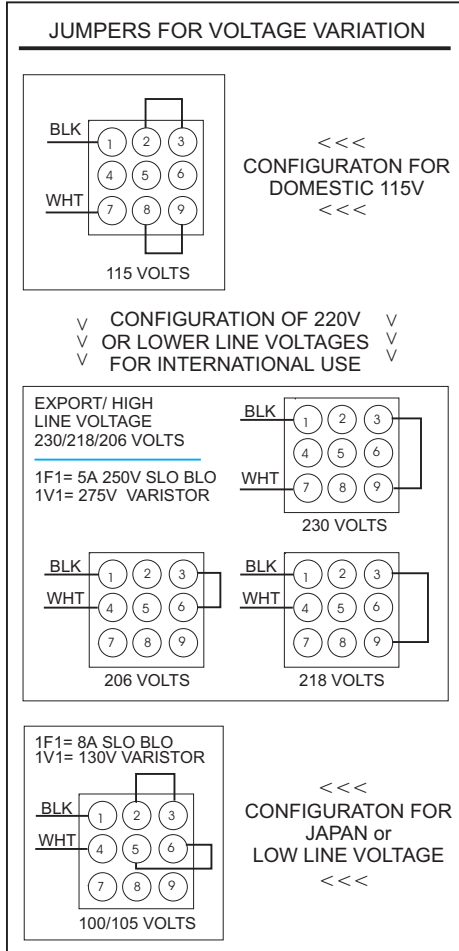 JUMPERS FOR VOLTAGE VARIATION
BLK
1 2 3
4 5 6
WHT
7 8 9
115 VOLTS
<<<
CONFIGURATON FOR
DOMESTIC 115V
<<<
V CONFIGURATION OF 220V V
V OR LOWER LINE VOLTAGES V
V FOR INTERNATIONAL USE V
EXPORT/ HIGH
LINE VOLTAGE
230/218/206 VOLTS
1F1= 5A 250V SLO BLO
1V1= 275V VARISTOR
BLK
1 2 3
4 5 6
WHT
7 8 9
230 VOLTS
BLK
1 2 3
WHT
4 5 6
7 8 9
206 VOLTS
BLK
1 2 3
WHT
4 5 6
7 8 9
218 VOLTS
1F1= 8A SLO BLO
1V1= 130V VARISTOR
BLK
1 2 3
WHT
4 5 6
7 8 9
100/105 VOLTS
<<<
CONFIGURATON FOR
JAPAN or
LOW LINE VOLTAGE
<<<